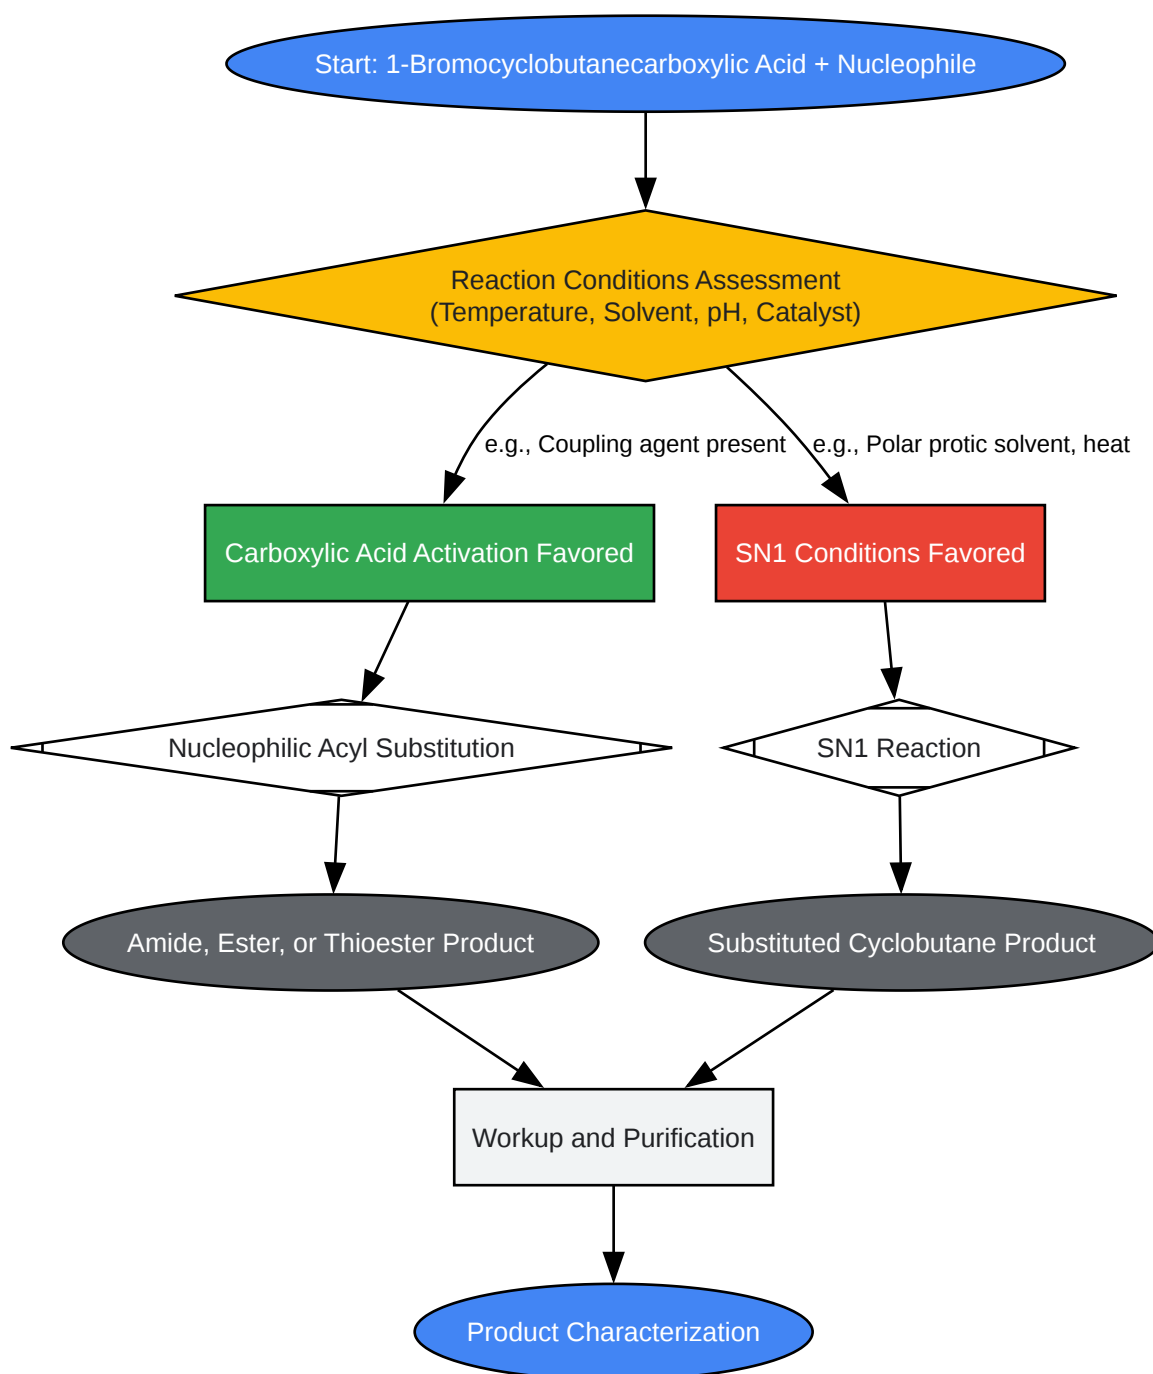 Start: 1-Bromocyclobutanecarboxylic Acid + Nucleophile
Reaction Conditions Assessment
(Temperature, Solvent, pH, Catalyst)
e.g., Coupling agent present
e.g., Polar protic solvent, heat
Carboxylic Acid Activation Favored
SN1 Conditions Favored
Nucleophilic Acyl Substitution
SN1 Reaction
Amide, Ester, or Thioester Product
Substituted Cyclobutane Product
Workup and Purification
Product Characterization